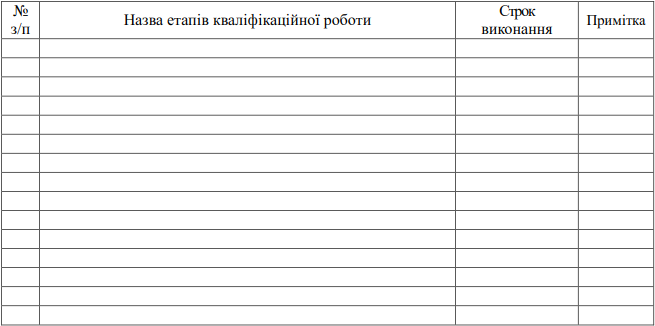 №
з/п
Назва етапів кваліфікаційної роботи
Строк
виконання
Примітка